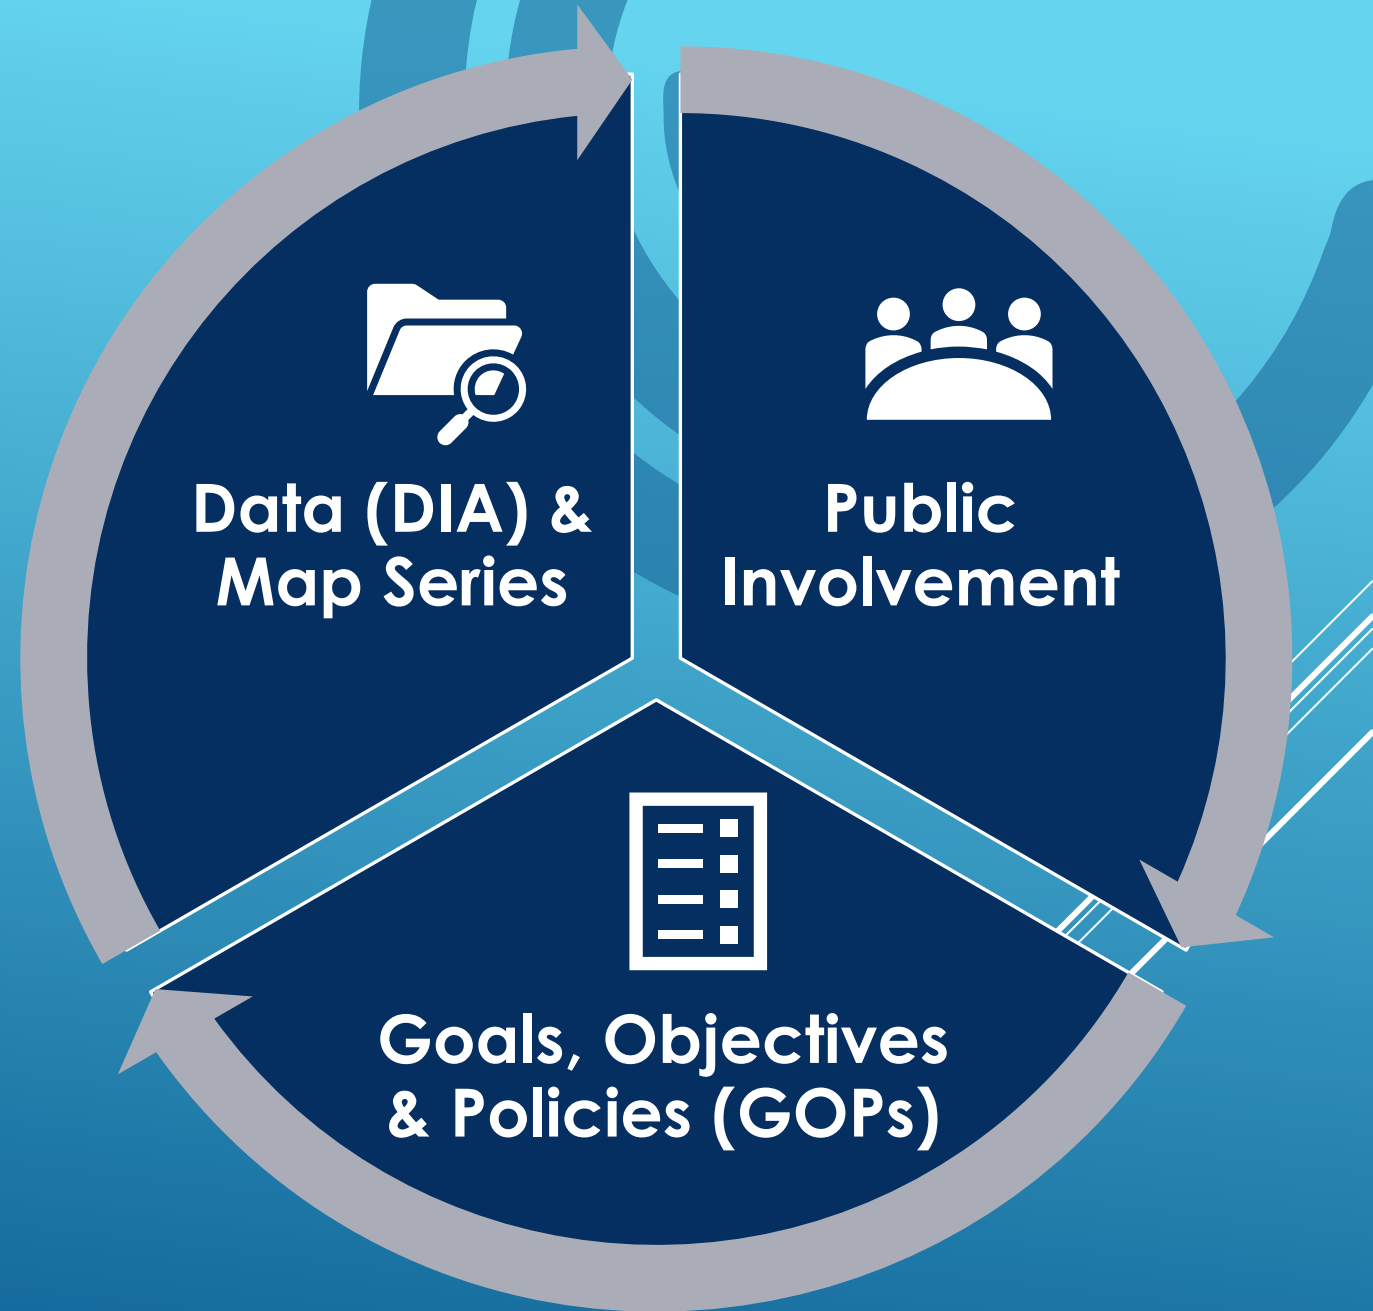 Data (DIA) &
Map Series
Public
Involvement
Goals, Objectives
& Policies (GOPs)